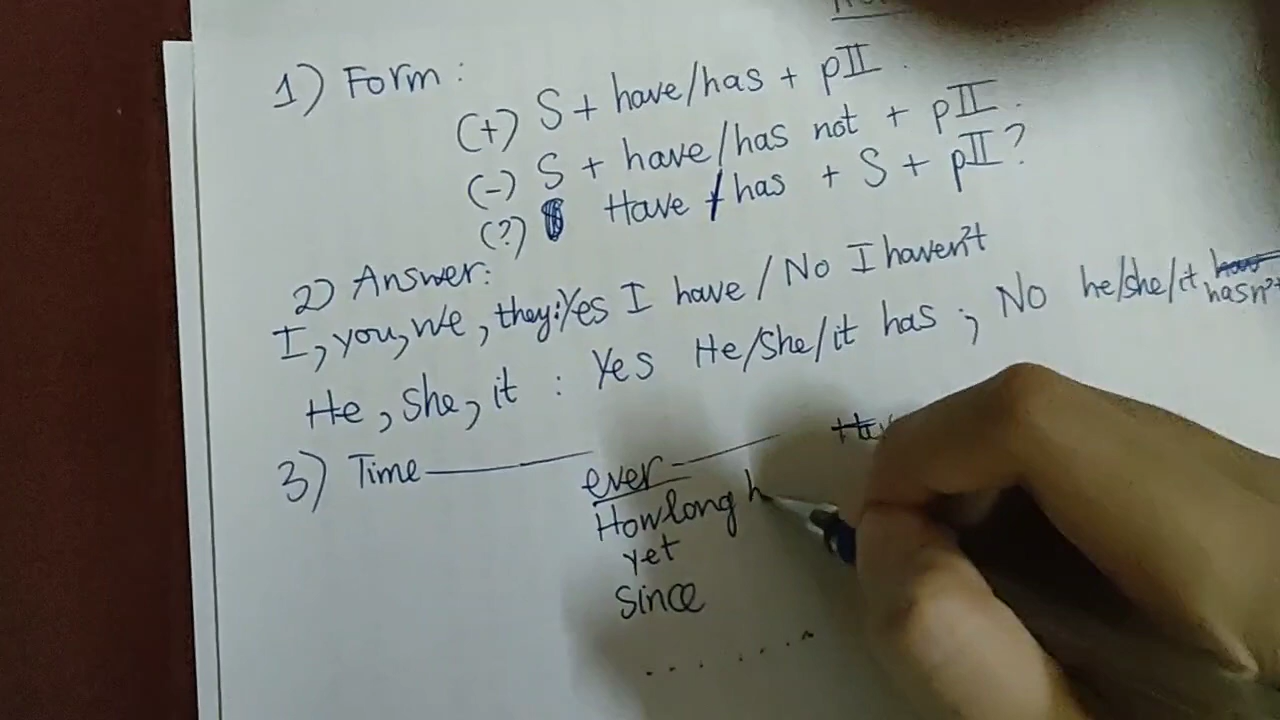 1) Form :
(+) S + have/has + pII .
(-) S + have/has not + pII .
(?) Have / has + S + pII ?
2) Answer:
I, you, we, they: Yes I have / No I haven't
He, she, it : Yes He/she/it has ; No he/she/it hasn't
3) Time ever
How long h
yet
since
.......